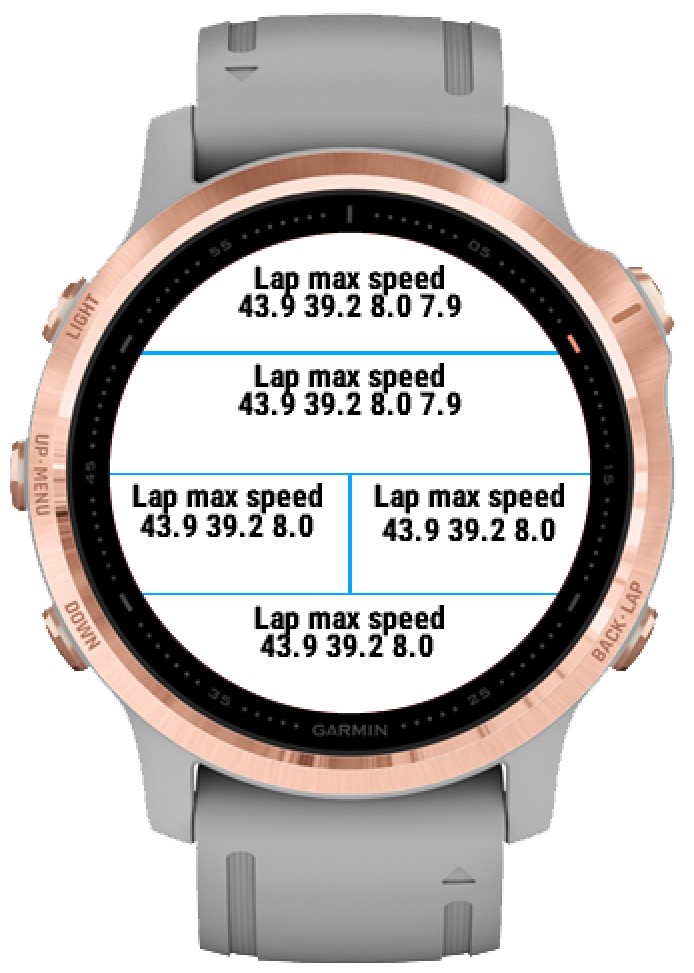 55
05
Lap max speed
43.9 39.2 8.0 7.9
LIGHT
Lap max speed
43.9 39.2 8.0 7.9
UP·MENU
45
15
Lap max speed
43.9 39.2 8.0
Lap max speed
43.9 39.2 8.0
DOWN
BACK·LAP
Lap max speed
43.9 39.2 8.0
35
25
GARMIN